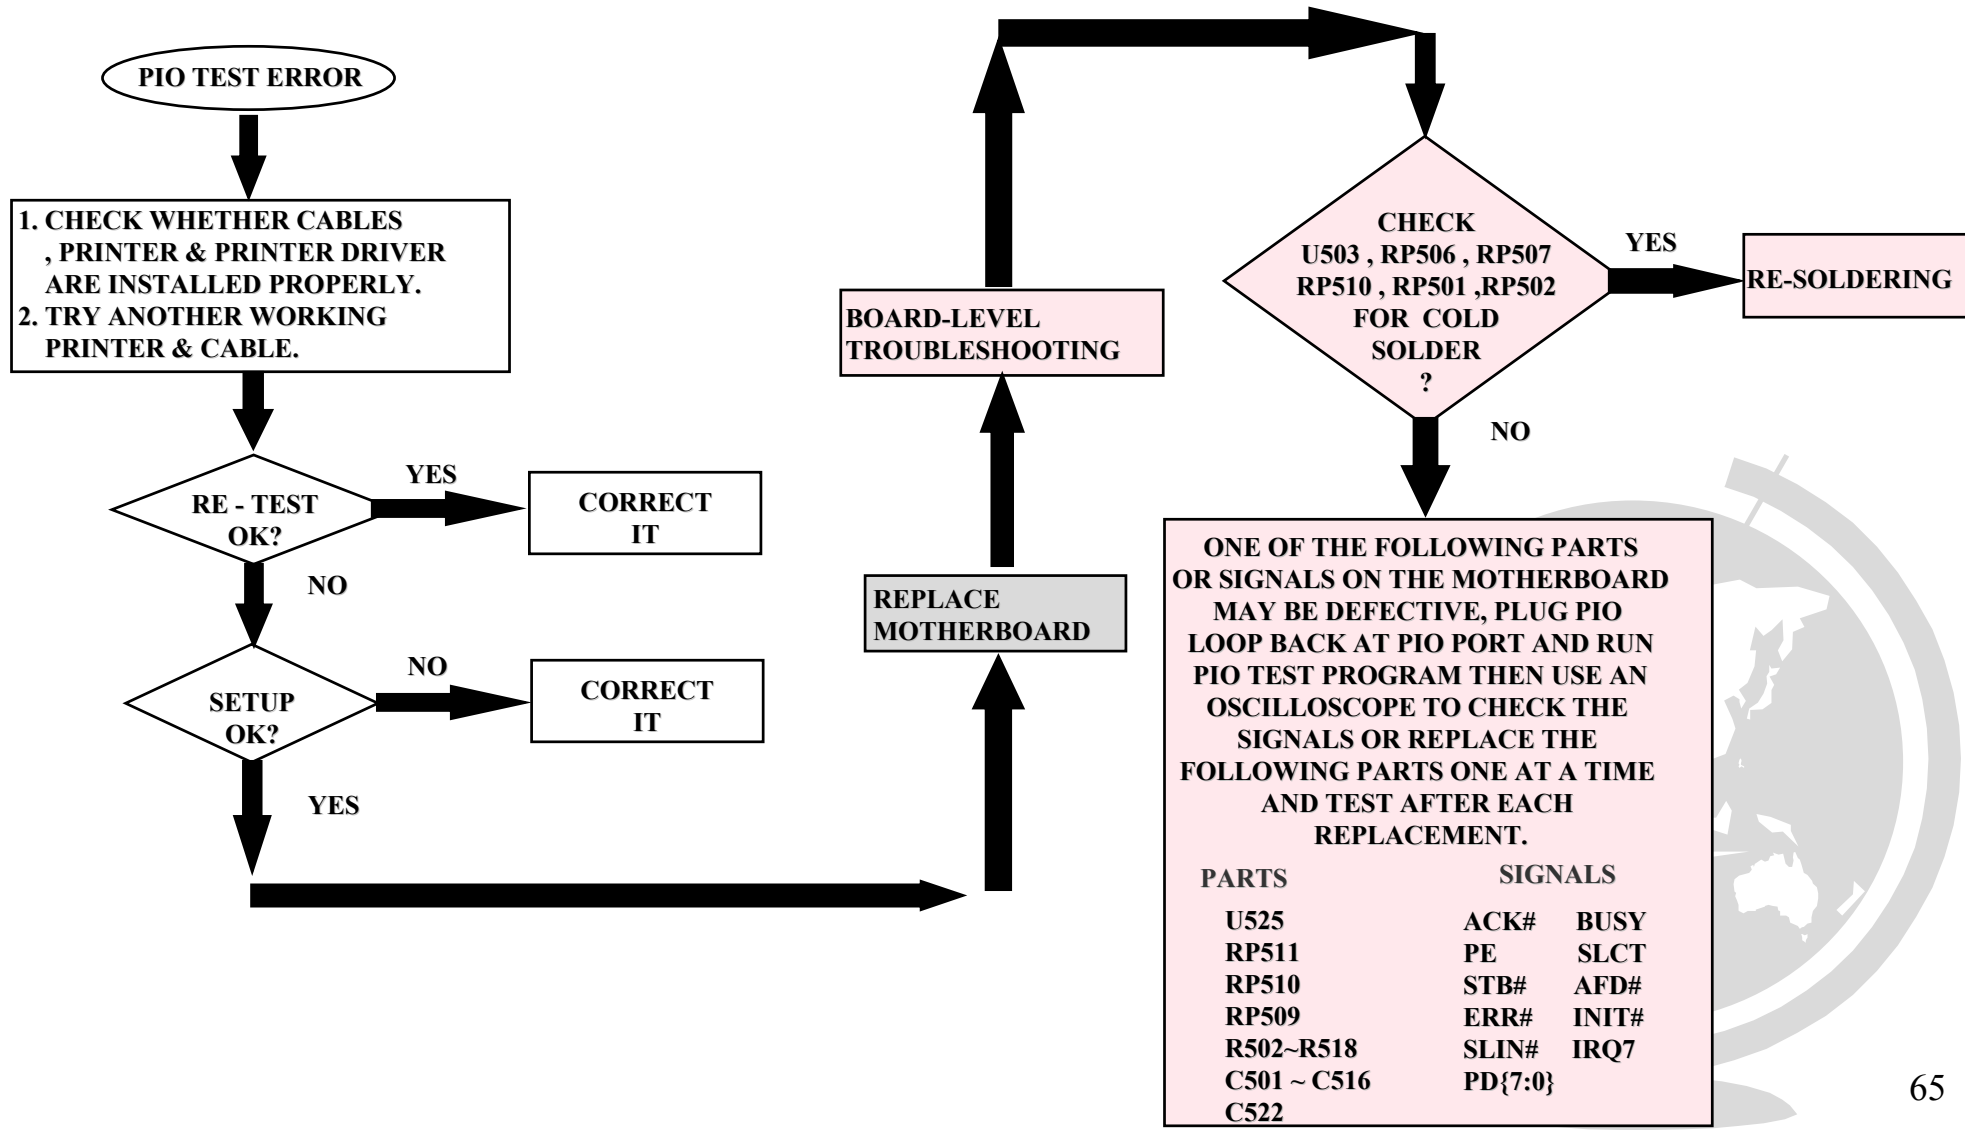 PIO TEST ERROR
1. CHECK WHETHER CABLES
, PRINTER & PRINTER DRIVER
ARE INSTALLED PROPERLY.
2. TRY ANOTHER WORKING
PRINTER & CABLE.
RE - TEST
OK?
YES
CORRECT
IT
NO
SETUP
OK?
NO
CORRECT
IT
YES
REPLACE
MOTHERBOARD
BOARD-LEVEL
TROUBLESHOOTING
CHECK
U503 , RP506 , RP507
RP510 , RP501 ,RP502
FOR COLD
SOLDER
?
YES
RE-SOLDERING
NO
ONE OF THE FOLLOWING PARTS
OR SIGNALS ON THE MOTHERBOARD
MAY BE DEFECTIVE, PLUG PIO
LOOP BACK AT PIO PORT AND RUN
PIO TEST PROGRAM THEN USE AN
OSCILLOSCOPE TO CHECK THE
SIGNALS OR REPLACE THE
FOLLOWING PARTS ONE AT A TIME
AND TEST AFTER EACH
REPLACEMENT.
PARTS
U525
RP511
RP510
RP509
R502~R518
C501 ~ C516
C522
SIGNALS
ACK# BUSY
PE SLCT
STB# AFD#
ERR# INIT#
SLIN# IRQ7
PD{7:0}
65